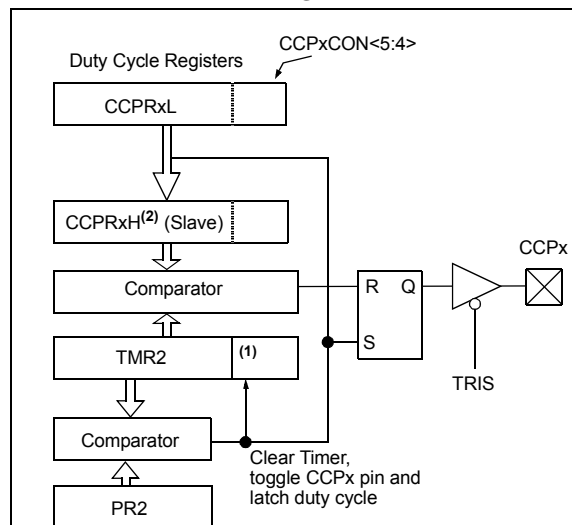 CCPxCON<5:4>
Duty Cycle Registers
CCPRxL
CCPRxH(2) (Slave)
CCPx
Comparator
R Q
TMR2
(1)
S
TRIS
Comparator
Clear Timer,
toggle CCPx pin and
latch duty cycle
PR2